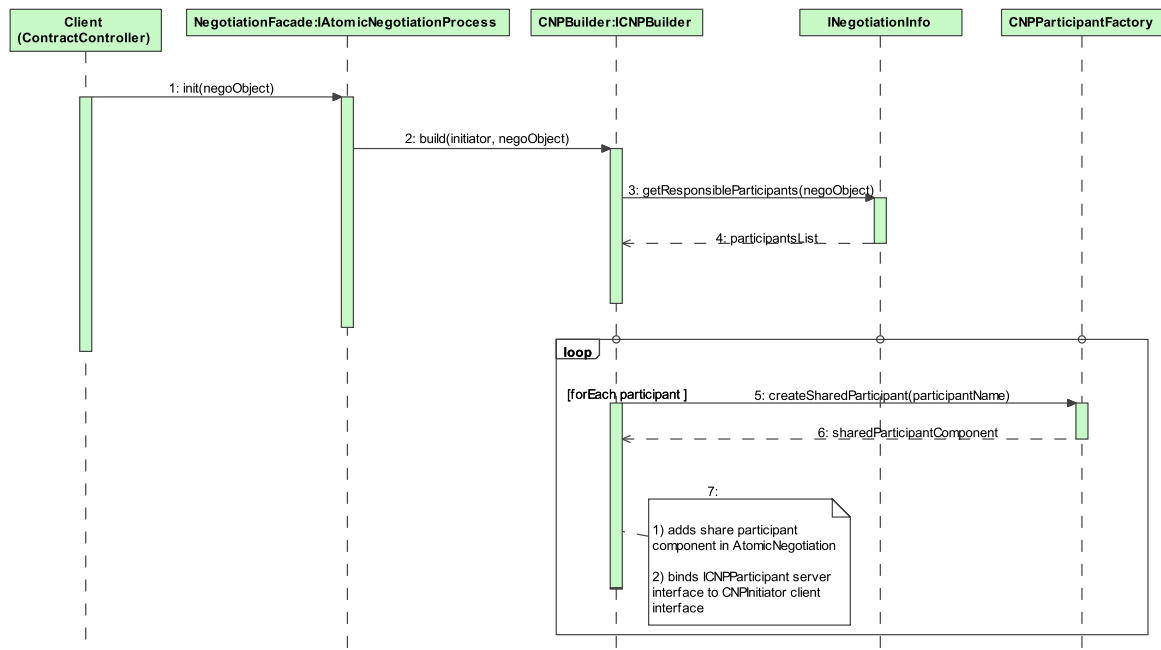 Client
(ContractController)
NegotiationFacade:IAtomicNegotiationProcess
CNPBuilder:ICNPBuilder
INegotiationInfo
CNPParticipantFactory
1: init(negoObject)
2: build(initiator, negoObject)
3: getResponsibleParticipants(negoObject)
4: participantsList
loop
[forEach participant ]
5: createSharedParticipant(participantName)
6: sharedParticipantComponent
7:
1) adds share participant
component in AtomicNegotiation
2) binds ICNPParticipant server
interface to CNPInitiator client
interface